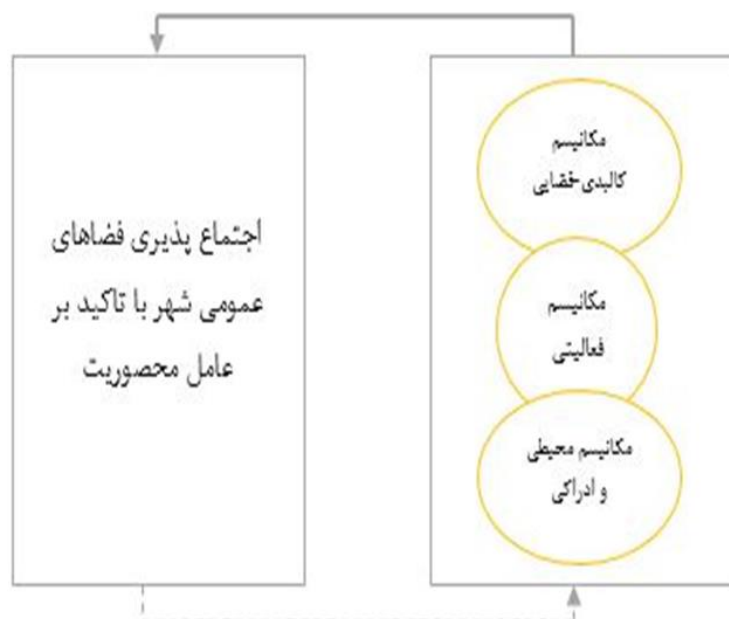 مکانیسم
کالبدی-فضایی
مکانیسم
فعالیتی
مکانیسم محیطی
و ادراکی
اجتماع پذیری فضاهای
عمومی شهر با تاکید بر
عامل محصوریت